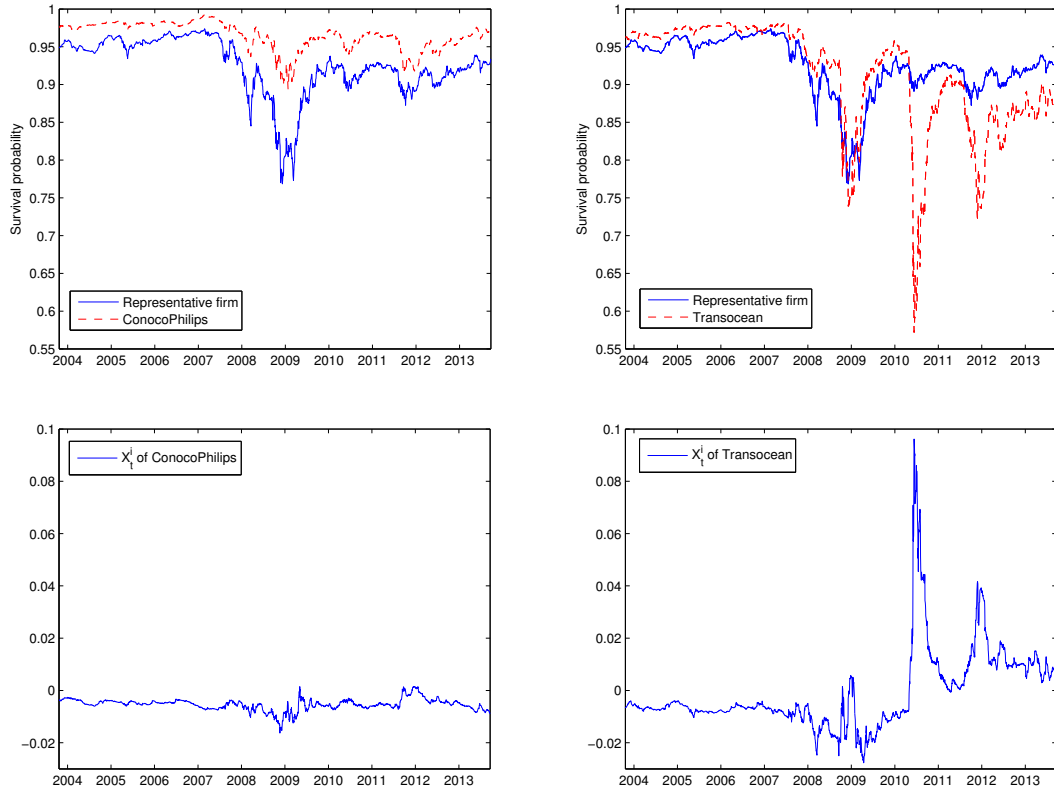 1
0.95
0.9
0.85
0.8
0.75
0.7
0.65
0.6
0.55
Survival probability
Representative firm
ConocoPhilips
2004 2005 2006 2007 2008 2009 2010 2011 2012 2013
1
0.95
0.9
0.85
0.8
0.75
0.7
0.65
0.6
0.55
Survival probability
Representative firm
Transocean
2004 2005 2006 2007 2008 2009 2010 2011 2012 2013
0.1
0.08
0.06
0.04
0.02
0
−0.02
X_t^i of ConocoPhilips
2004 2005 2006 2007 2008 2009 2010 2011 2012 2013
0.1
0.08
0.06
0.04
0.02
0
−0.02
X_t^i of Transocean
2004 2005 2006 2007 2008 2009 2010 2011 2012 2013